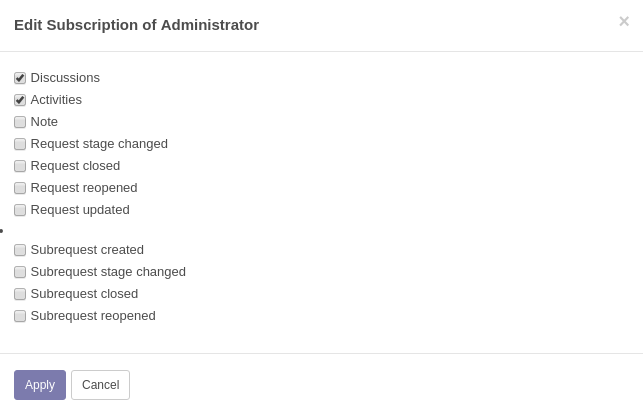 Edit Subscription of Administrator
×
Discussions
Activities
Note
Request stage changed
Request closed
Request reopened
Request updated
Subrequest created
Subrequest stage changed
Subrequest closed
Subrequest reopened
Apply Cancel